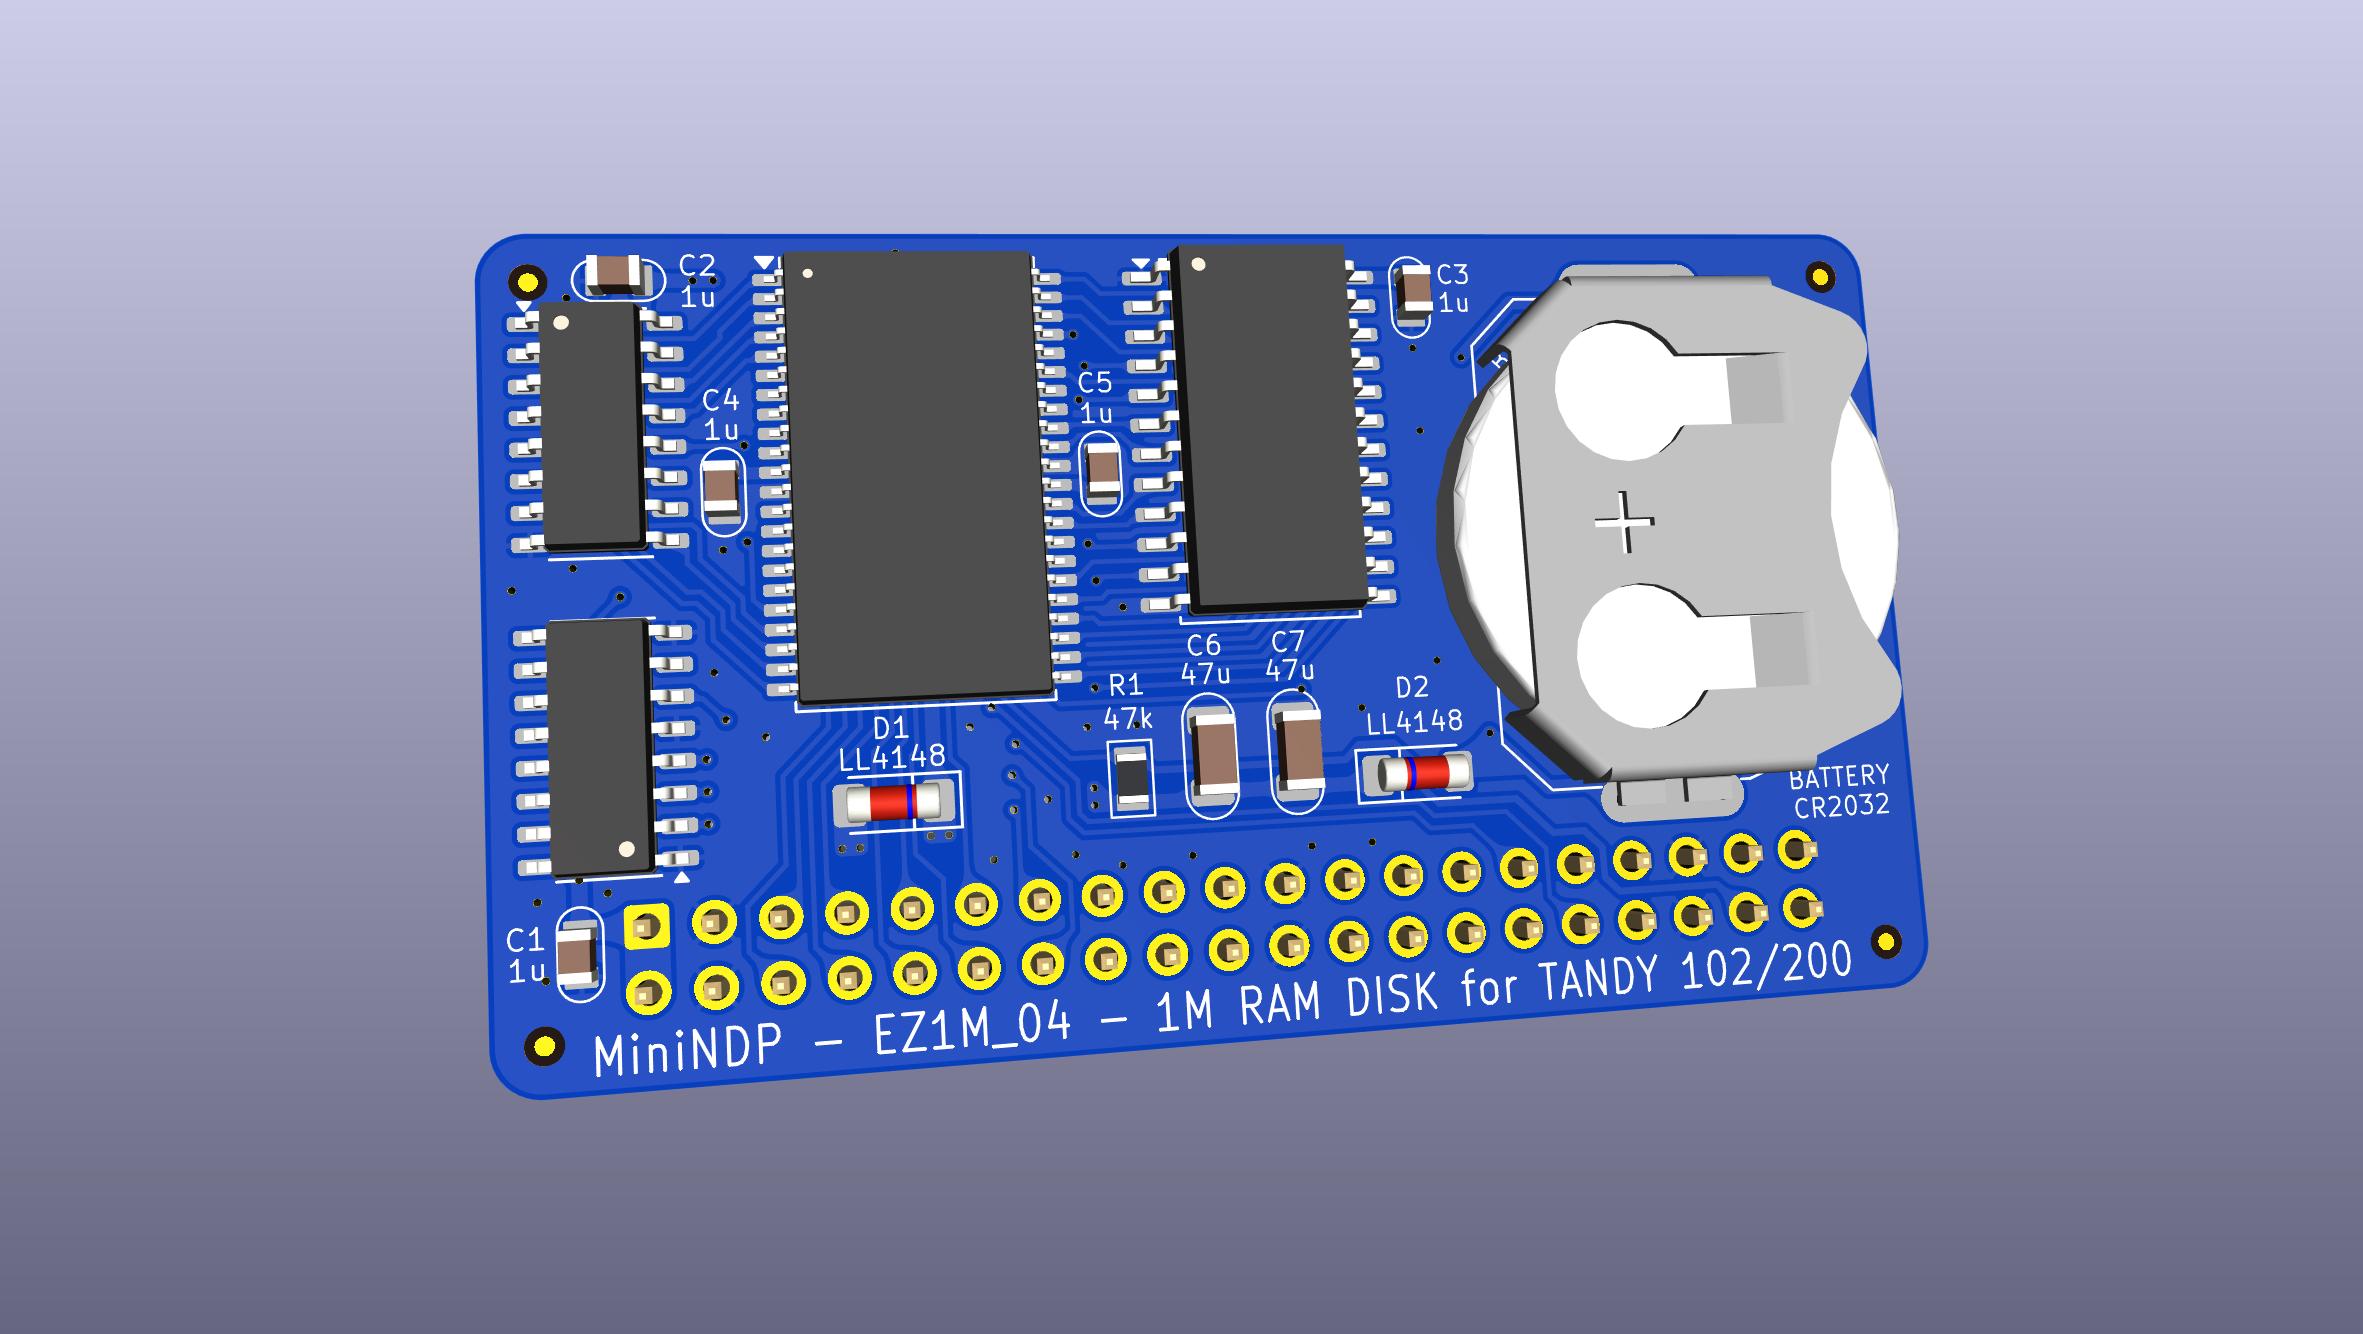 C2
1u
C3
1u
C4
1u
C5
1u
C6
47u
C7
47u
R1
47k
D2
LL4148
D1
LL4148
BATTERY
CR2032
C1
1u
MiniNDP – EZ1M_04 – 1M RAM DISK for TANDY 102/200